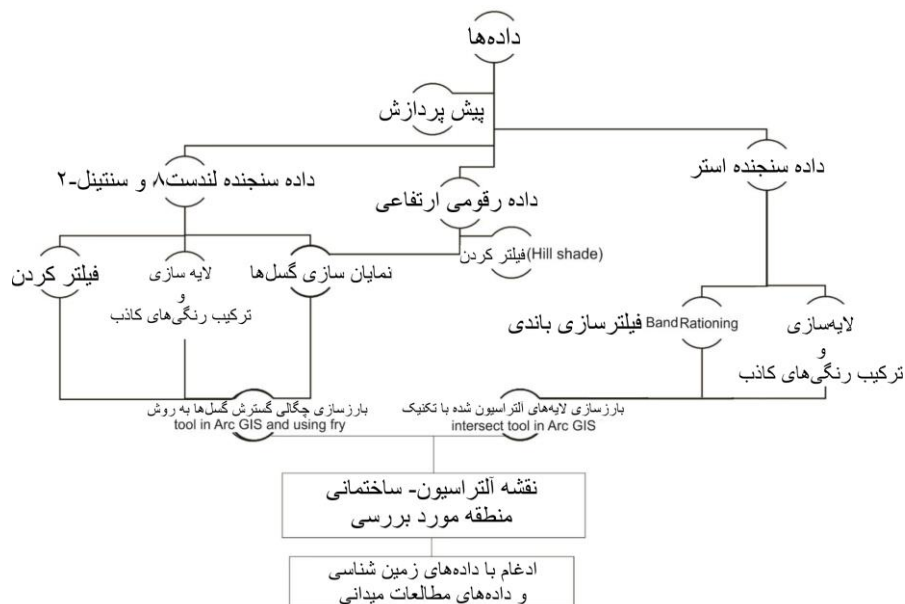 داده‌ها
پیش پردازش
داده سنجنده لندست۸ و سنتینل-۲
داده رقومی ارتفاعی
داده سنجنده استر
فیلتر کردن (Hill shade)
فیلتر کردن
لایه سازی
و
ترکیب رنگی‌های کاذب
نمایان سازی گسل‌ها
فیلترسازی باندی Band Rationing
لایه‌سازی
و
ترکیب رنگی‌های کاذب
بارزسازی چگالی گسترش گسل‌ها به روش
tool in Arc GIS and using fry
بارزسازی لایه‌های آلتراسیون شده با تکنیک
intersect tool in Arc GIS
نقشه آلتراسیون- ساختمانی
منطقه مورد بررسی
ادغام با داده‌های زمین شناسی
و داده‌های مطالعات میدانی